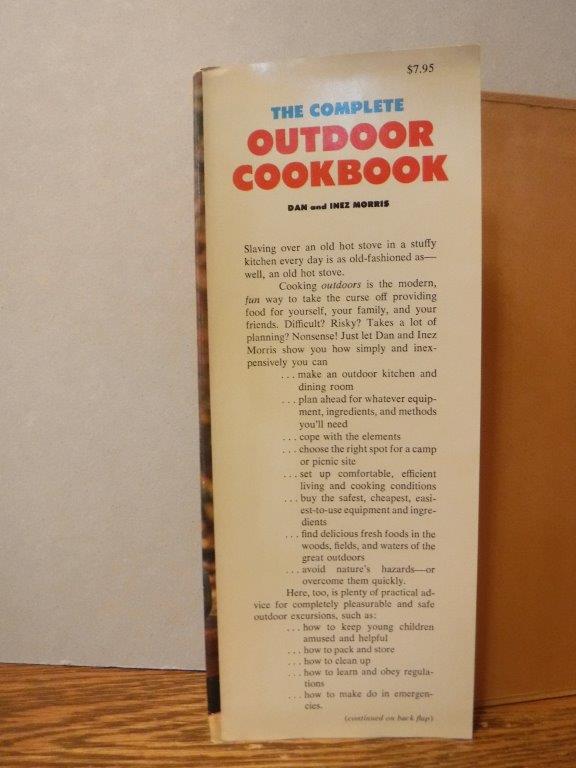 $7.95
THE COMPLETE
OUTDOOR
COOKBOOK
DAN and INEZ MORRIS
Slaving over an old hot stove in a stuffy
kitchen every day is as old-fashioned as—
well, an old hot stove.
Cooking outdoors is the modern,
fun way to take the curse off providing
food for yourself, your family, and your
friends. Difficult? Risky? Takes a lot of
planning? Nonsense! Just let Dan and Inez
Morris show you how simply and inex-
pensively you can
. . . make an outdoor kitchen and
dining room
. . . plan ahead for whatever equip-
ment, ingredients, and methods
you'll need
. . . cope with the elements
. . . choose the right spot for a camp
or picnic site
. . . set up comfortable, efficient
living and cooking conditions
. . . buy the safest, cheapest, easi-
est-to-use equipment and ingre-
dients
. . . find delicious fresh foods in the
woods, fields, and waters of the
great outdoors
. . . avoid nature's hazards—or
overcome them quickly.
Here, too, is plenty of practical ad-
vice for completely pleasurable and safe
outdoor excursions, such as:
. . . how to keep young children
amused and helpful
. . . how to pack and store
. . . how to clean up
. . . how to learn and obey regula-
tions
. . . how to make do in emergen-
cies.
(continued on back flap)